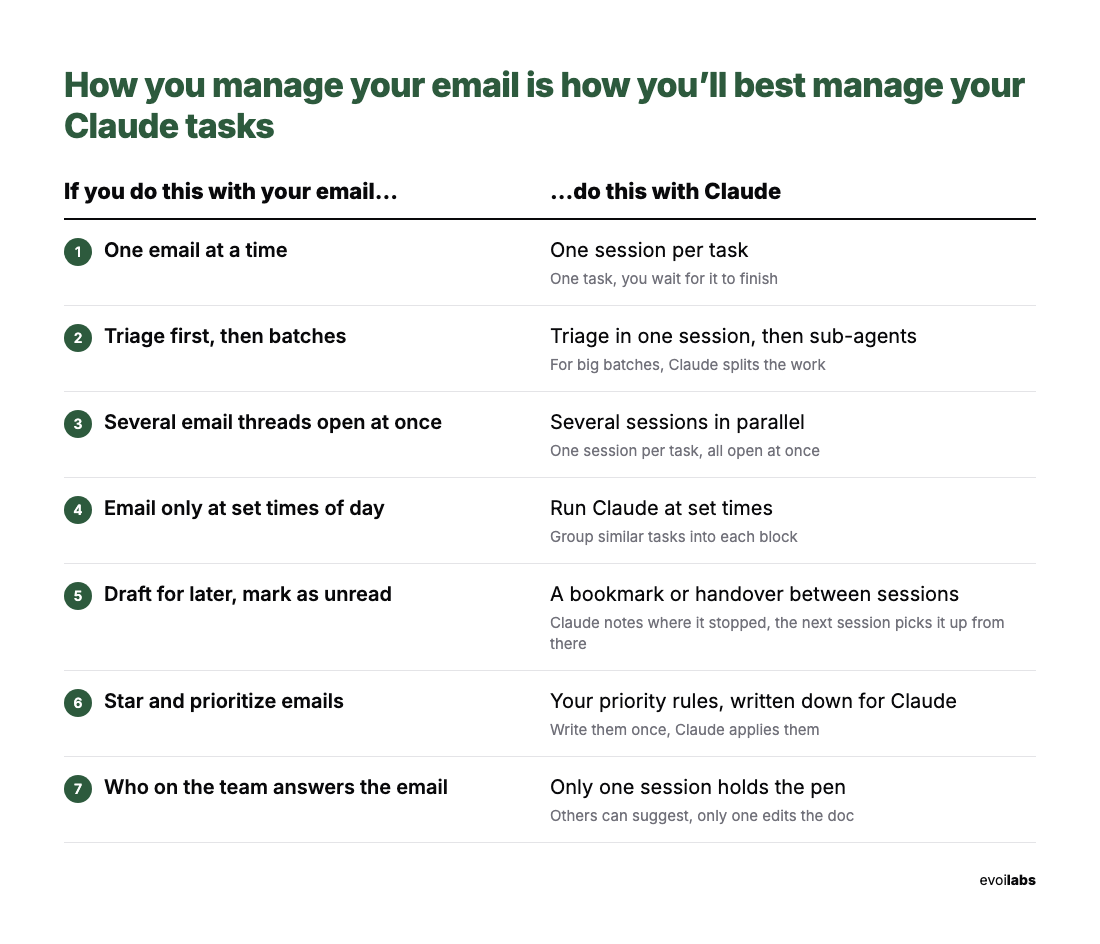 How you manage your email is how you’ll best manage your
Claude tasks
If you do this with your email…
…do this with Claude
1 One email at a time
One session per task
One task, you wait for it to finish
2 Triage first, then batches
Triage in one session, then sub-agents
For big batches, Claude splits the work
3 Several email threads open at once
Several sessions in parallel
One session per task, all open at once
4 Email only at set times of day
Run Claude at set times
Group similar tasks into each block
5 Draft for later, mark as unread
A bookmark or handover between sessions
Claude notes where it stopped, the next session picks it up from
there
6 Star and prioritize emails
Your priority rules, written down for Claude
Write them once, Claude applies them
7 Who on the team answers the email
Only one session holds the pen
Others can suggest, only one edits the doc
evoilabs